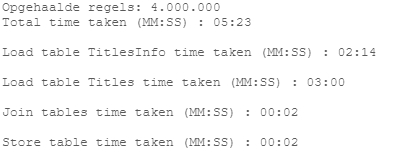 Opgehaalde regels: 4.000.000
Total time taken (MM:SS) : 05:23
Load table TitlesInfo time taken (MM:SS) : 02:14
Load table Titles time taken (MM:SS) : 03:00
Join tables time taken (MM:SS) : 00:02
Store table time taken (MM:SS) : 00:02